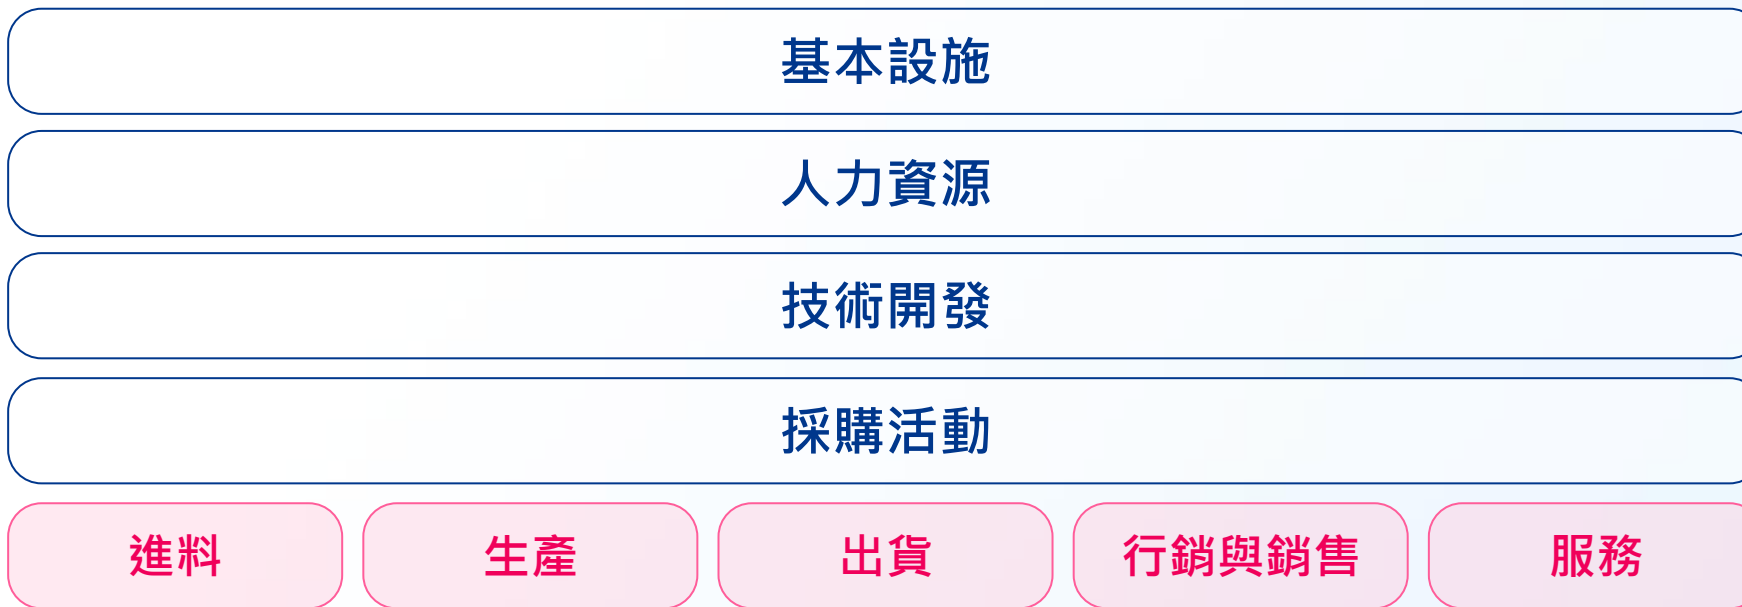 基本設施
人力資源
技術開發
採購活動
進料
生產
出貨
行銷與銷售
服務